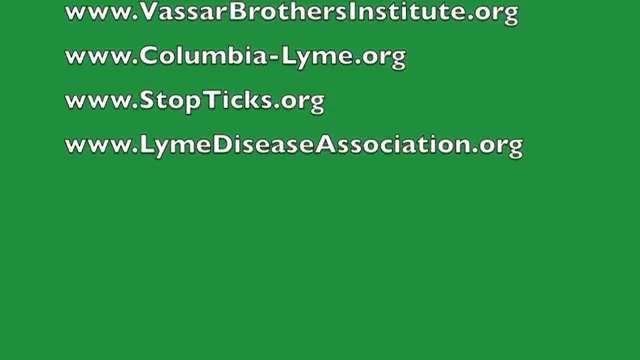 www.VassarBrothersInstitute.org
www.Columbia-Lyme.org
www.StopTicks.org
www.LymeDiseaseAssociation.org